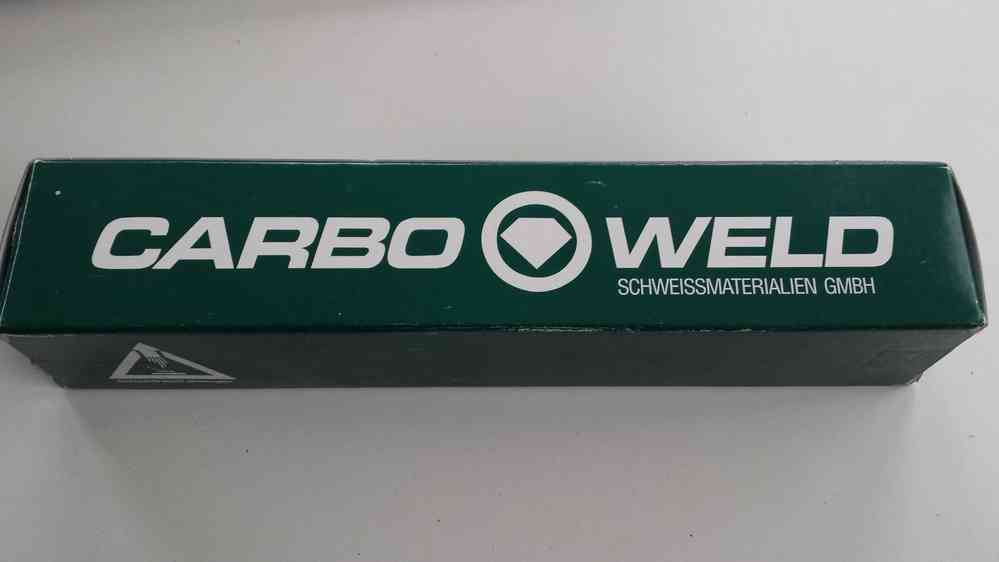 CARBO WELD
SCHWEISSMATERIALIEN GMBH